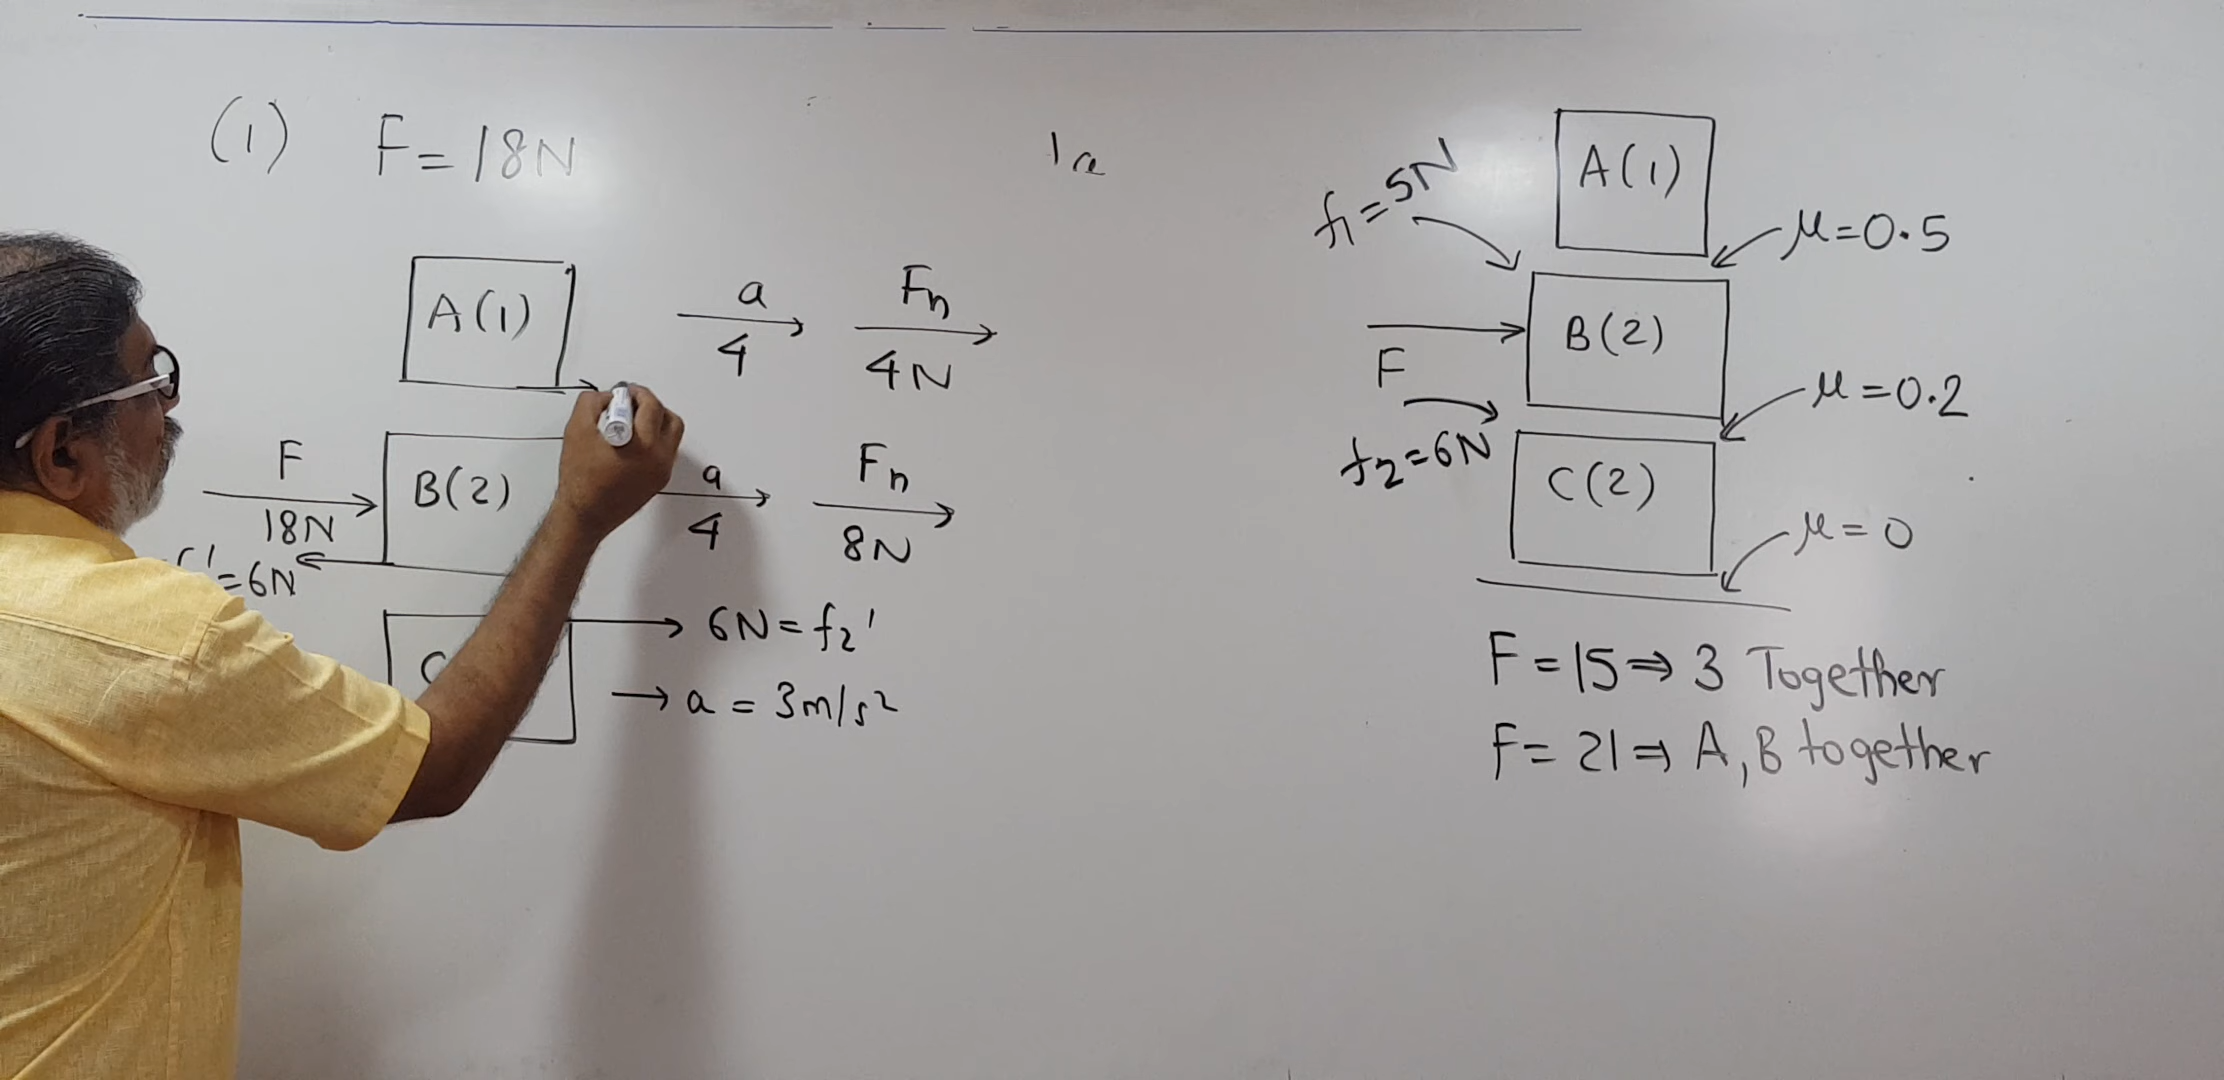 (1) F=18N
A(1)
a
4
Fn
4N
F
18N
B(2)
a
4
Fn
8N
'=6N
C
6N=f2'
→ a = 3m/s²
f1=5N
A(1)
μ=0.5
F
B(2)
μ=0.2
f2=6N
C(2)
μ=0
F=15⇒ 3 Together
F= 21⇒ A, B together